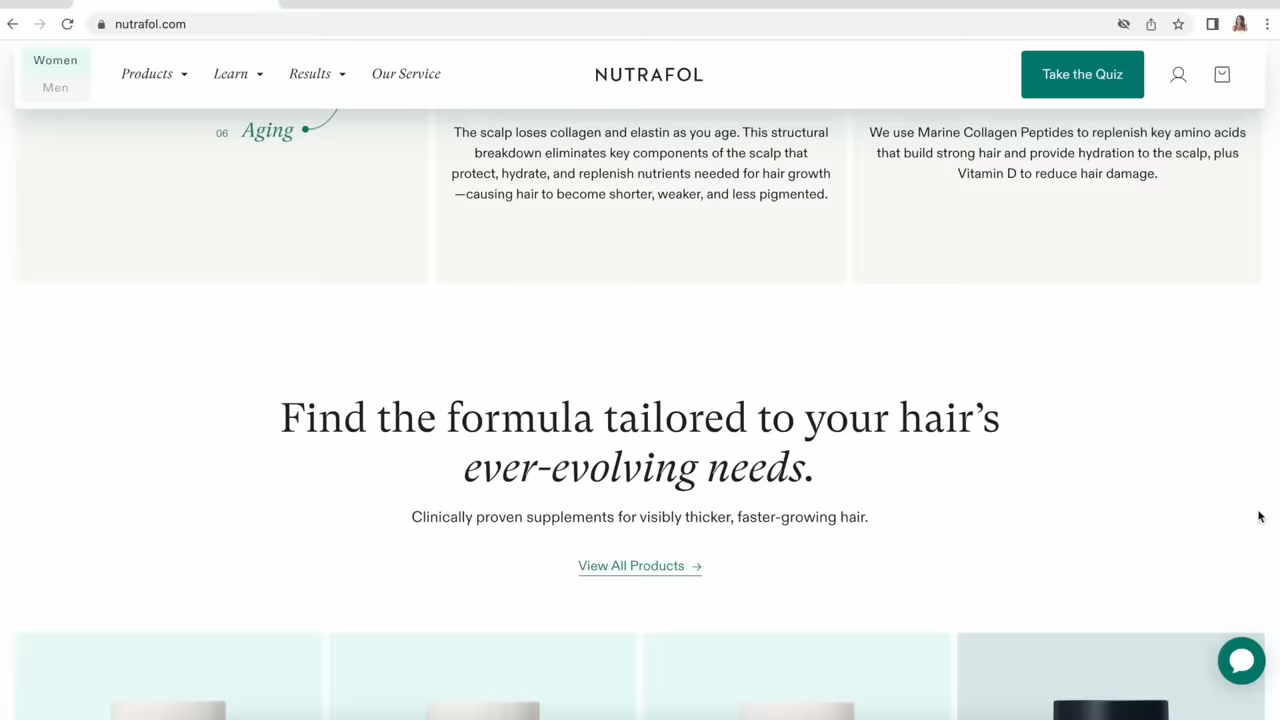 nutrafol.com
Women
Men
Products
Learn
Results
Our Service
NUTRAFOL
Take the Quiz
06 Aging
The scalp loses collagen and elastin as you age. This structural
breakdown eliminates key components of the scalp that
protect, hydrate, and replenish nutrients needed for hair growth
—causing hair to become shorter, weaker, and less pigmented.
We use Marine Collagen Peptides to replenish key amino acids
that build strong hair and provide hydration to the scalp, plus
Vitamin D to reduce hair damage.
Find the formula tailored to your hair’s
ever-evolving needs.
Clinically proven supplements for visibly thicker, faster-growing hair.
View All Products →